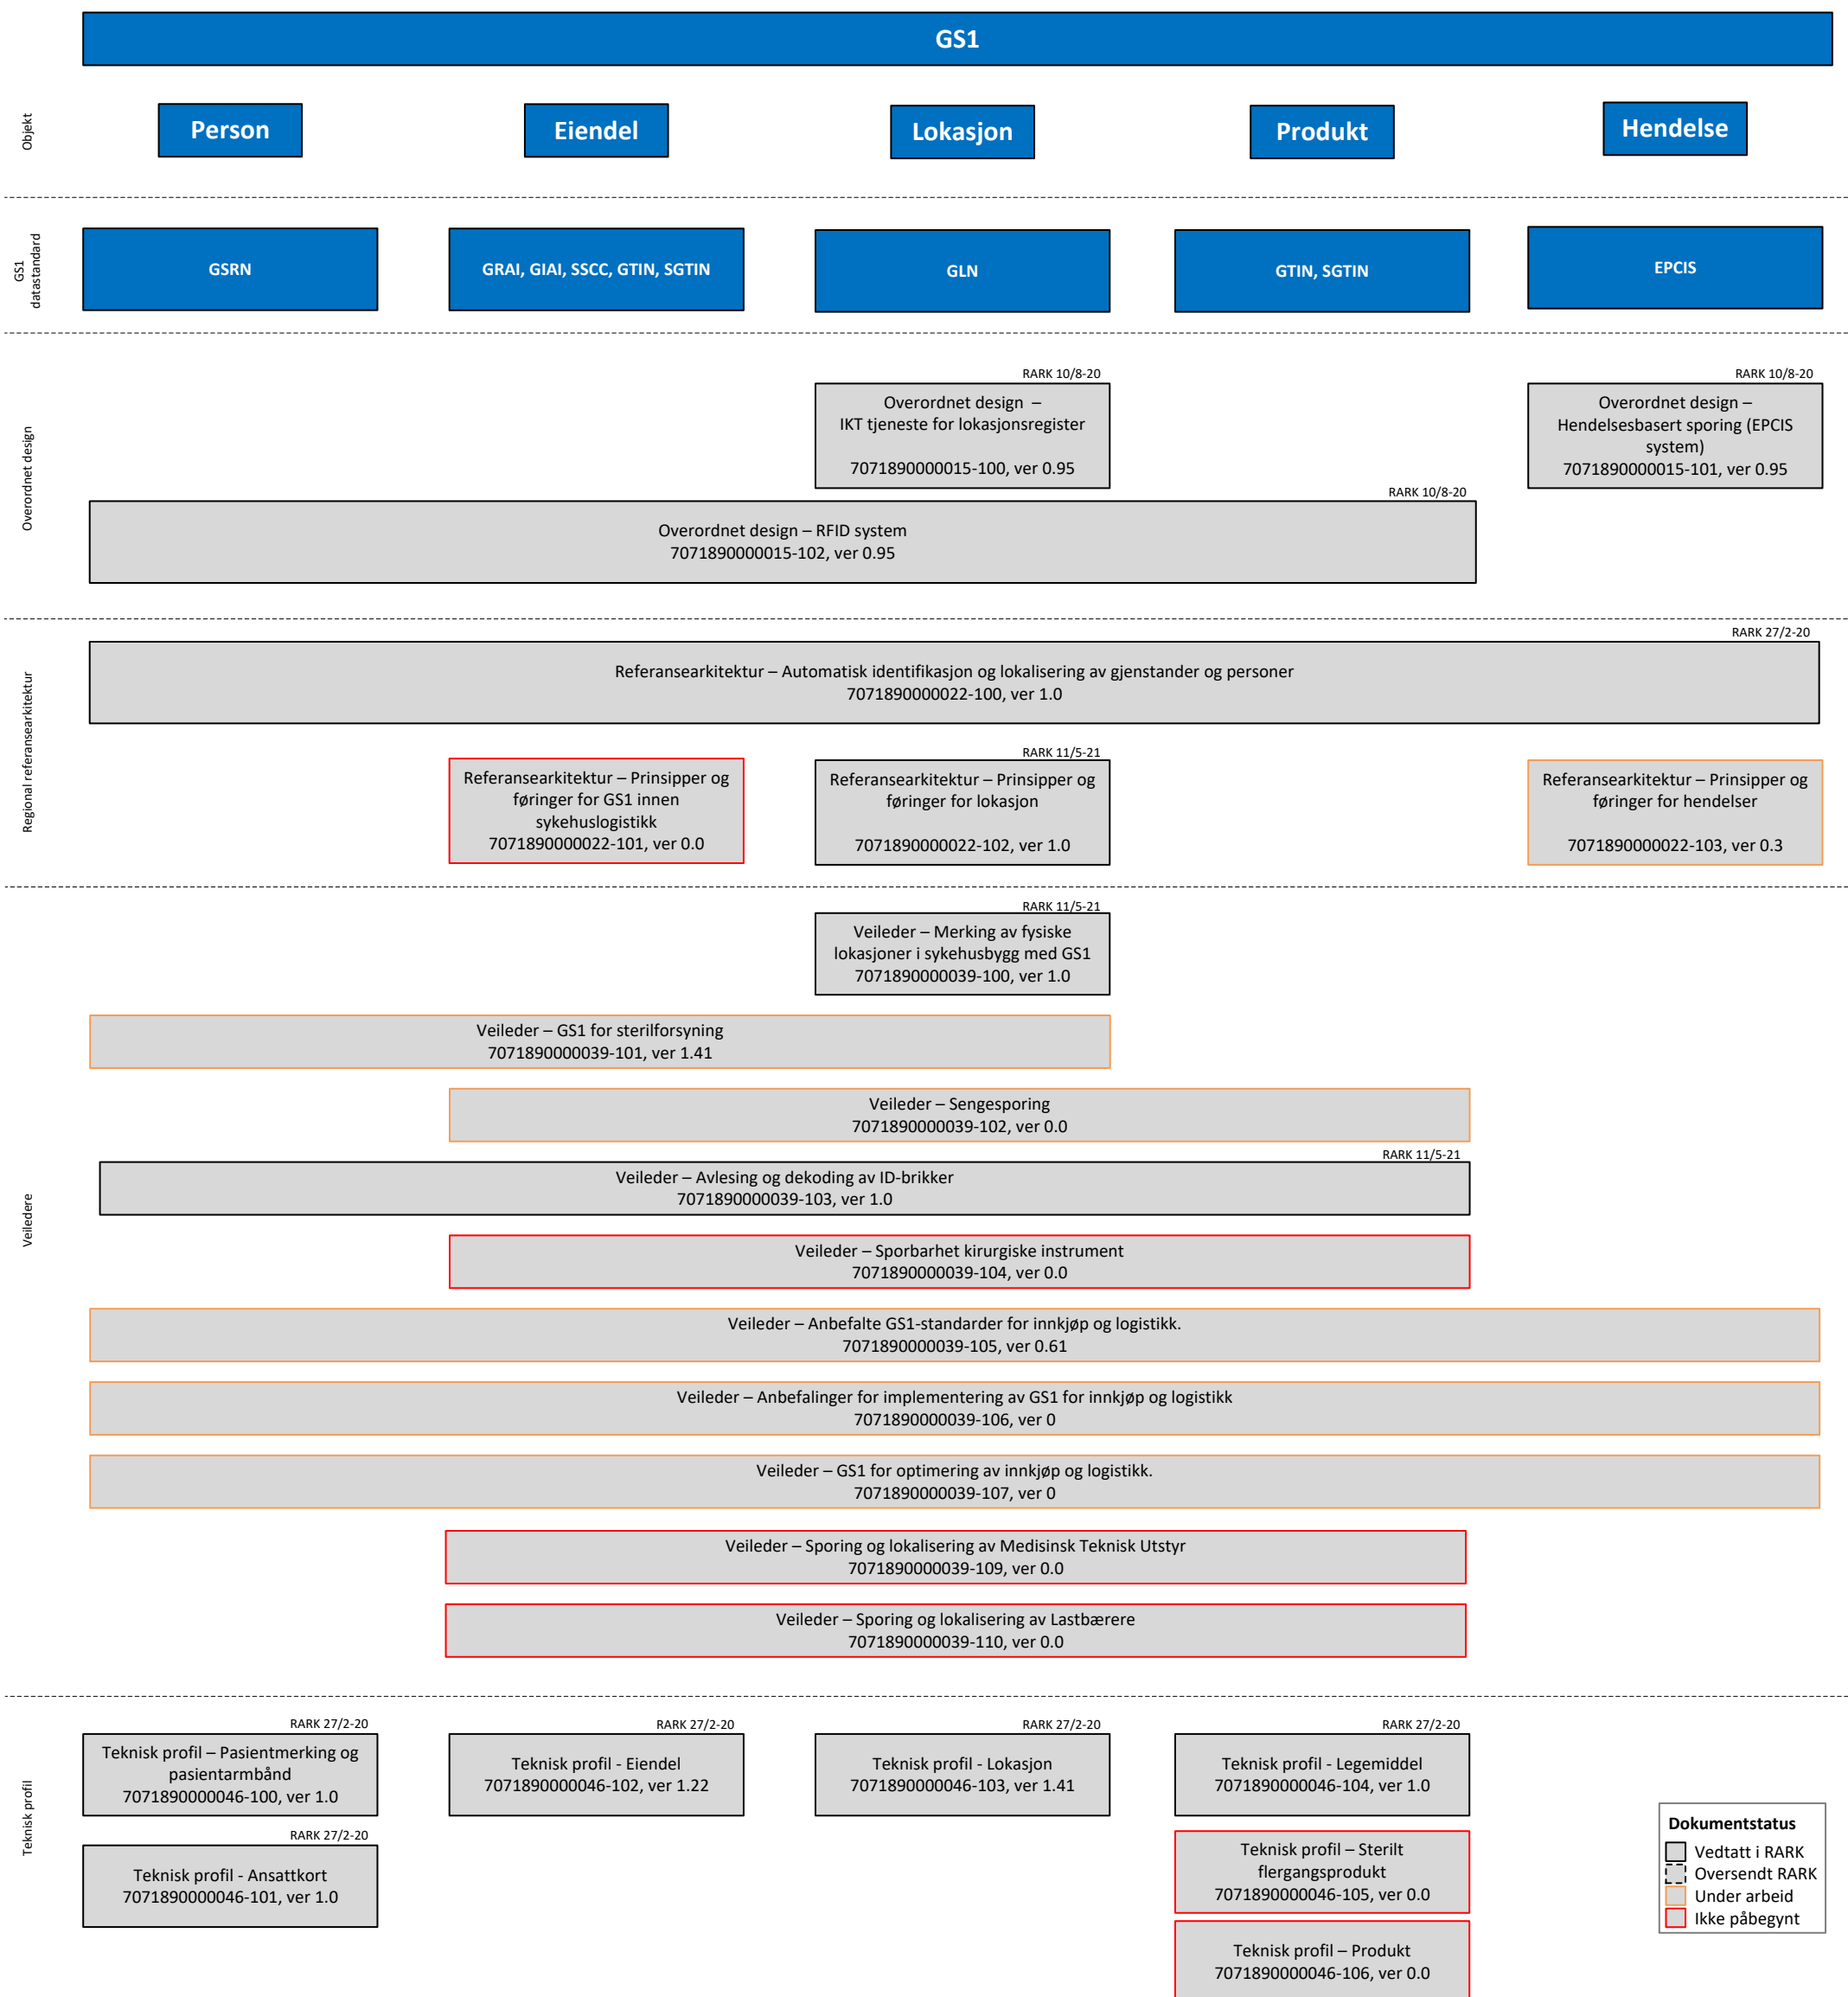 GS1
Objekt
Person
Eiendel
Lokasjon
Produkt
Hendelse
GS1
datastandard
GSRN
GRAI, GIAI, SSCC, GTIN, SGTIN
GLN
GTIN, SGTIN
EPCIS
Overordnet design
RARK 10/8-20
Overordnet design –
IKT tjeneste for lokasjonsregister
7071890000015-100, ver 0.95
RARK 10/8-20
Overordnet design –
Hendelsesbasert sporing (EPCIS
system)
7071890000015-101, ver 0.95
RARK 10/8-20
Overordnet design – RFID system
7071890000015-102, ver 0.95
Regional referansearkitektur
RARK 27/2-20
Referansearkitektur – Automatisk identifikasjon og lokalisering av gjenstander og personer
7071890000022-100, ver 1.0
Referansearkitektur – Prinsipper og
føringer for GS1 innen
sykehuslogistikk
7071890000022-101, ver 0.0
RARK 11/5-21
Referansearkitektur – Prinsipper og
føringer for lokasjon
7071890000022-102, ver 1.0
Referansearkitektur – Prinsipper og
føringer for hendelser
7071890000022-103, ver 0.3
Veiledere
RARK 11/5-21
Veileder – Merking av fysiske
lokasjoner i sykehusbygg med GS1
7071890000039-100, ver 1.0
Veileder – GS1 for sterilforsyning
7071890000039-101, ver 1.41
Veileder – Sengesporing
7071890000039-102, ver 0.0
RARK 11/5-21
Veileder – Avlesing og dekoding av ID-brikker
7071890000039-103, ver 1.0
Veileder – Sporbarhet kirurgiske instrument
7071890000039-104, ver 0.0
Veileder – Anbefalte GS1-standarder for innkjøp og logistikk.
7071890000039-105, ver 0.61
Veileder – Anbefalinger for implementering av GS1 for innkjøp og logistikk
7071890000039-106, ver 0
Veileder – GS1 for optimering av innkjøp og logistikk.
7071890000039-107, ver 0
Veileder – Sporing og lokalisering av Medisinsk Teknisk Utstyr
7071890000039-109, ver 0.0
Veileder – Sporing og lokalisering av Lastbærere
7071890000039-110, ver 0.0
Teknisk profil
RARK 27/2-20
Teknisk profil – Pasientmerking og
pasientarmbånd
7071890000046-100, ver 1.0
RARK 27/2-20
Teknisk profil - Eiendel
7071890000046-102, ver 1.22
RARK 27/2-20
Teknisk profil - Lokasjon
7071890000046-103, ver 1.41
RARK 27/2-20
Teknisk profil - Legemiddel
7071890000046-104, ver 1.0
RARK 27/2-20
Teknisk profil - Ansattkort
7071890000046-101, ver 1.0
Teknisk profil – Sterilt
flergangsprodukt
7071890000046-105, ver 0.0
Teknisk profil – Produkt
7071890000046-106, ver 0.0
Dokumentstatus
Vedtatt i RARK
Oversendt RARK
Under arbeid
Ikke påbegynt